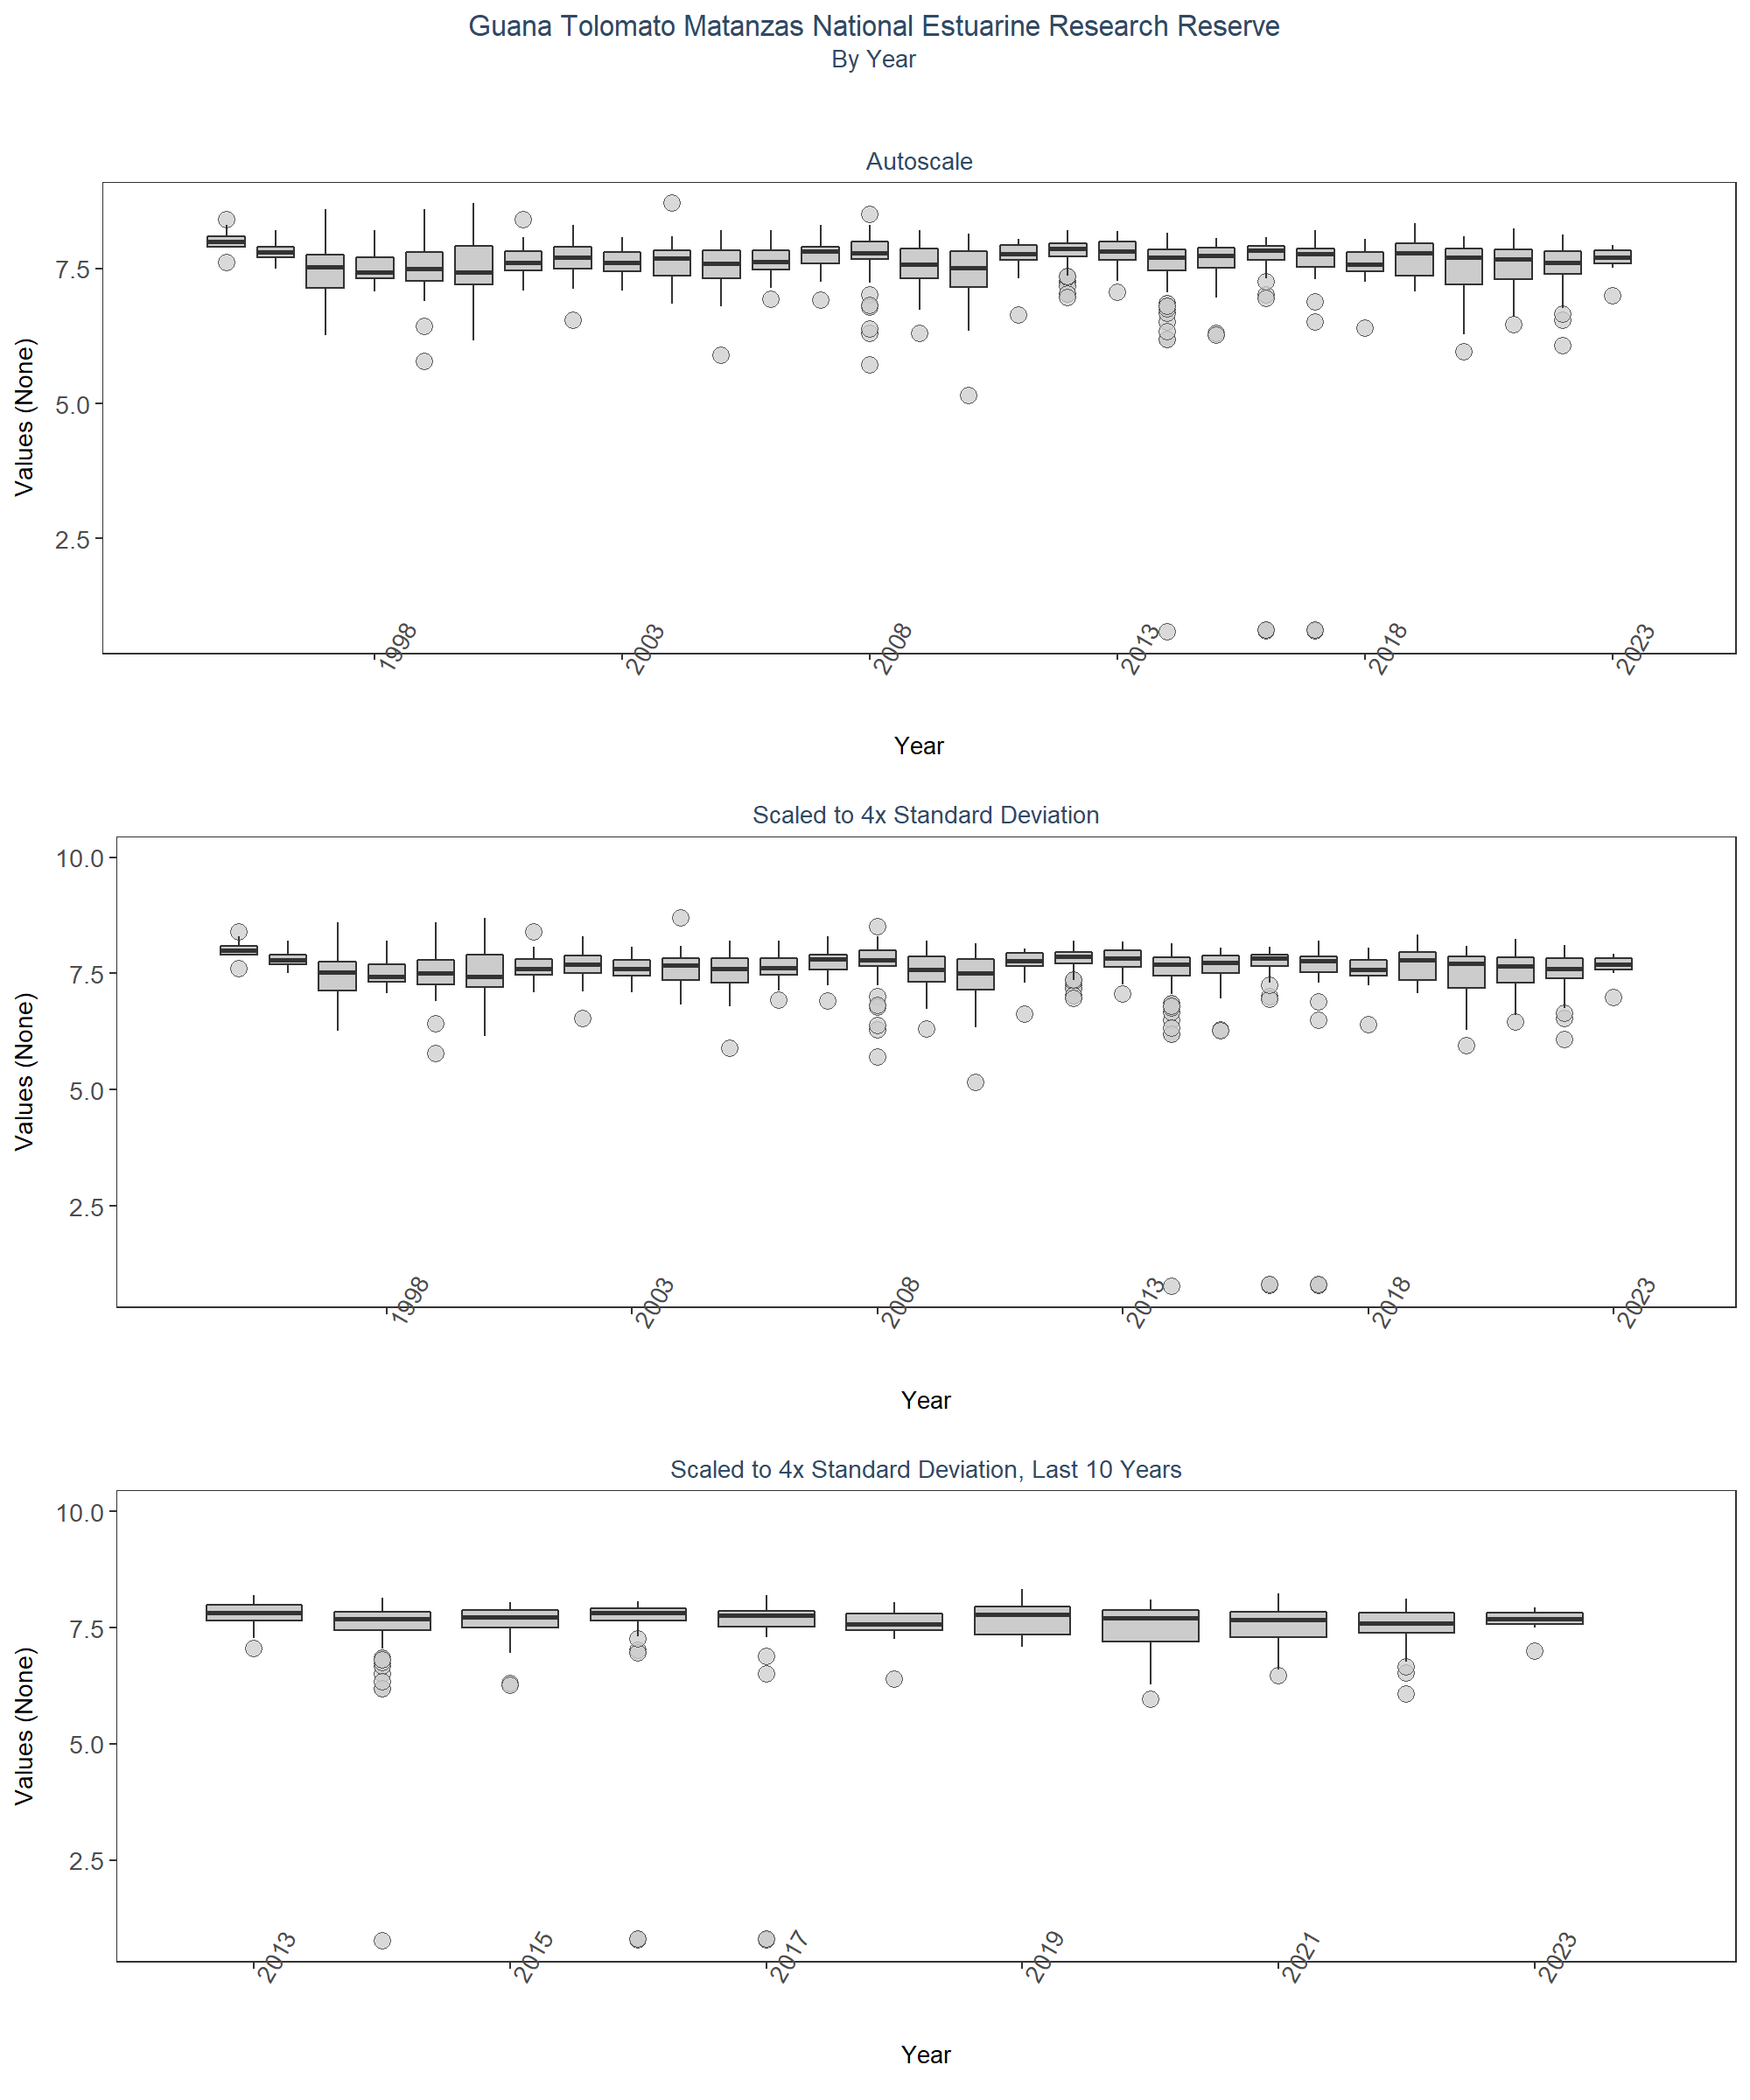 Guana Tolomato Matanzas National Estuarine Research Reserve
By Year
Autoscale
Values (None)
7.5
5.0
2.5
1998 2003 2008 2013 2018 2023
Year
Scaled to 4x Standard Deviation
Values (None)
10.0
7.5
5.0
2.5
1998 2003 2008 2013 2018 2023
Year
Scaled to 4x Standard Deviation, Last 10 Years
Values (None)
10.0
7.5
5.0
2.5
2013 2015 2017 2019 2021 2023
Year